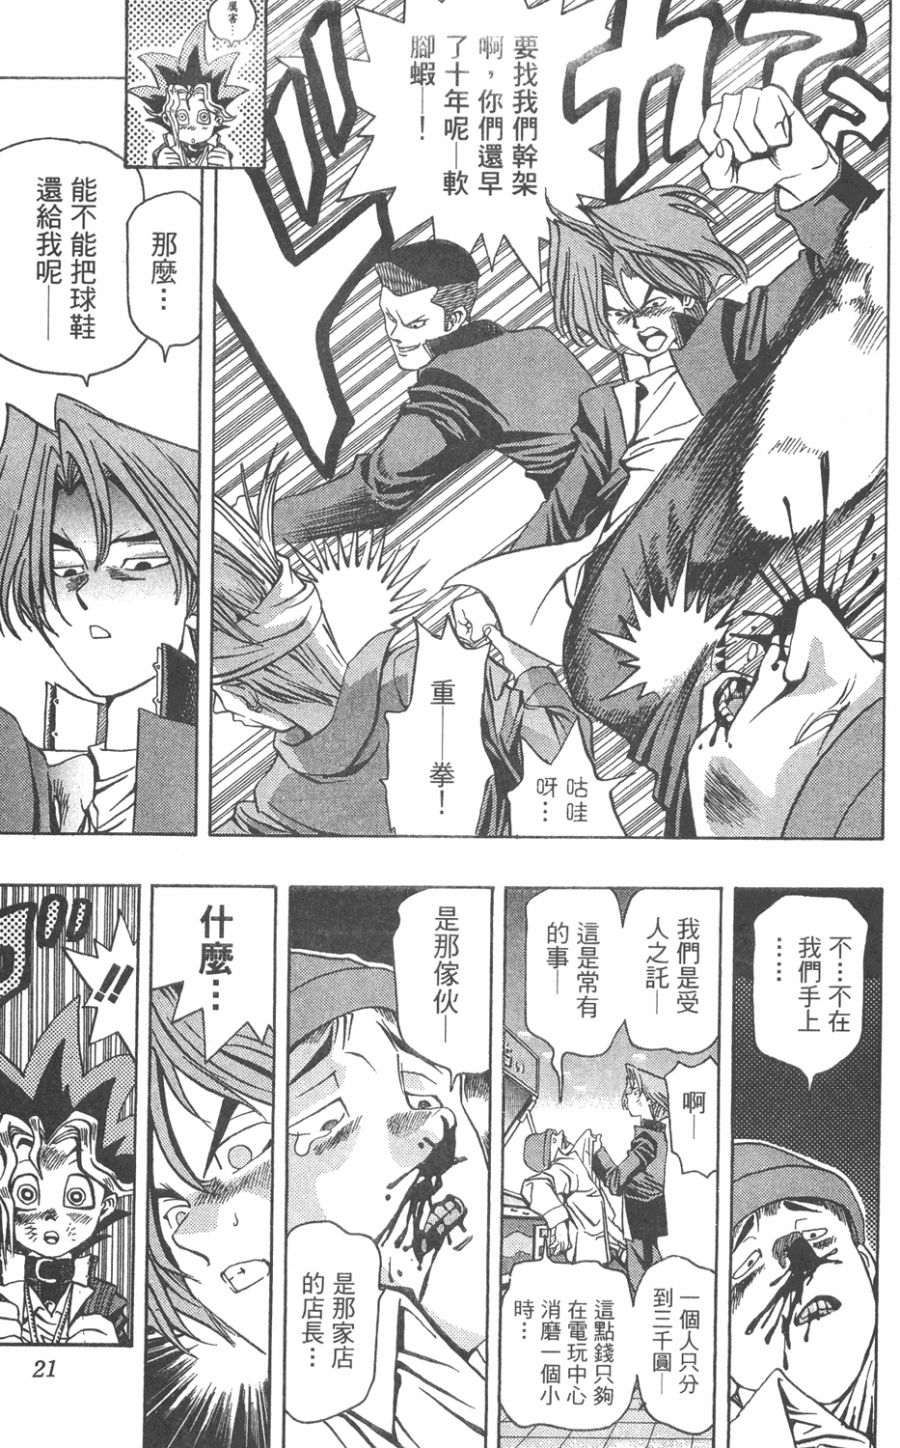 要找我們幹架
啊，你們還早
了十年呢—軟
腳蝦—！
ガァ
ド
厲害…
重—拳！
咕哇
呀…
那麼…
能不能把球鞋
還給我呢—
不…不在
我們手上
……
我們是受
人之託—
這是常有
的事—
啊—
一個人只分
到三千圓—
這點錢只夠
在電玩中心
消磨一個小
時…
是那傢伙—
是那家店
的店長…
什麼…
!!
21